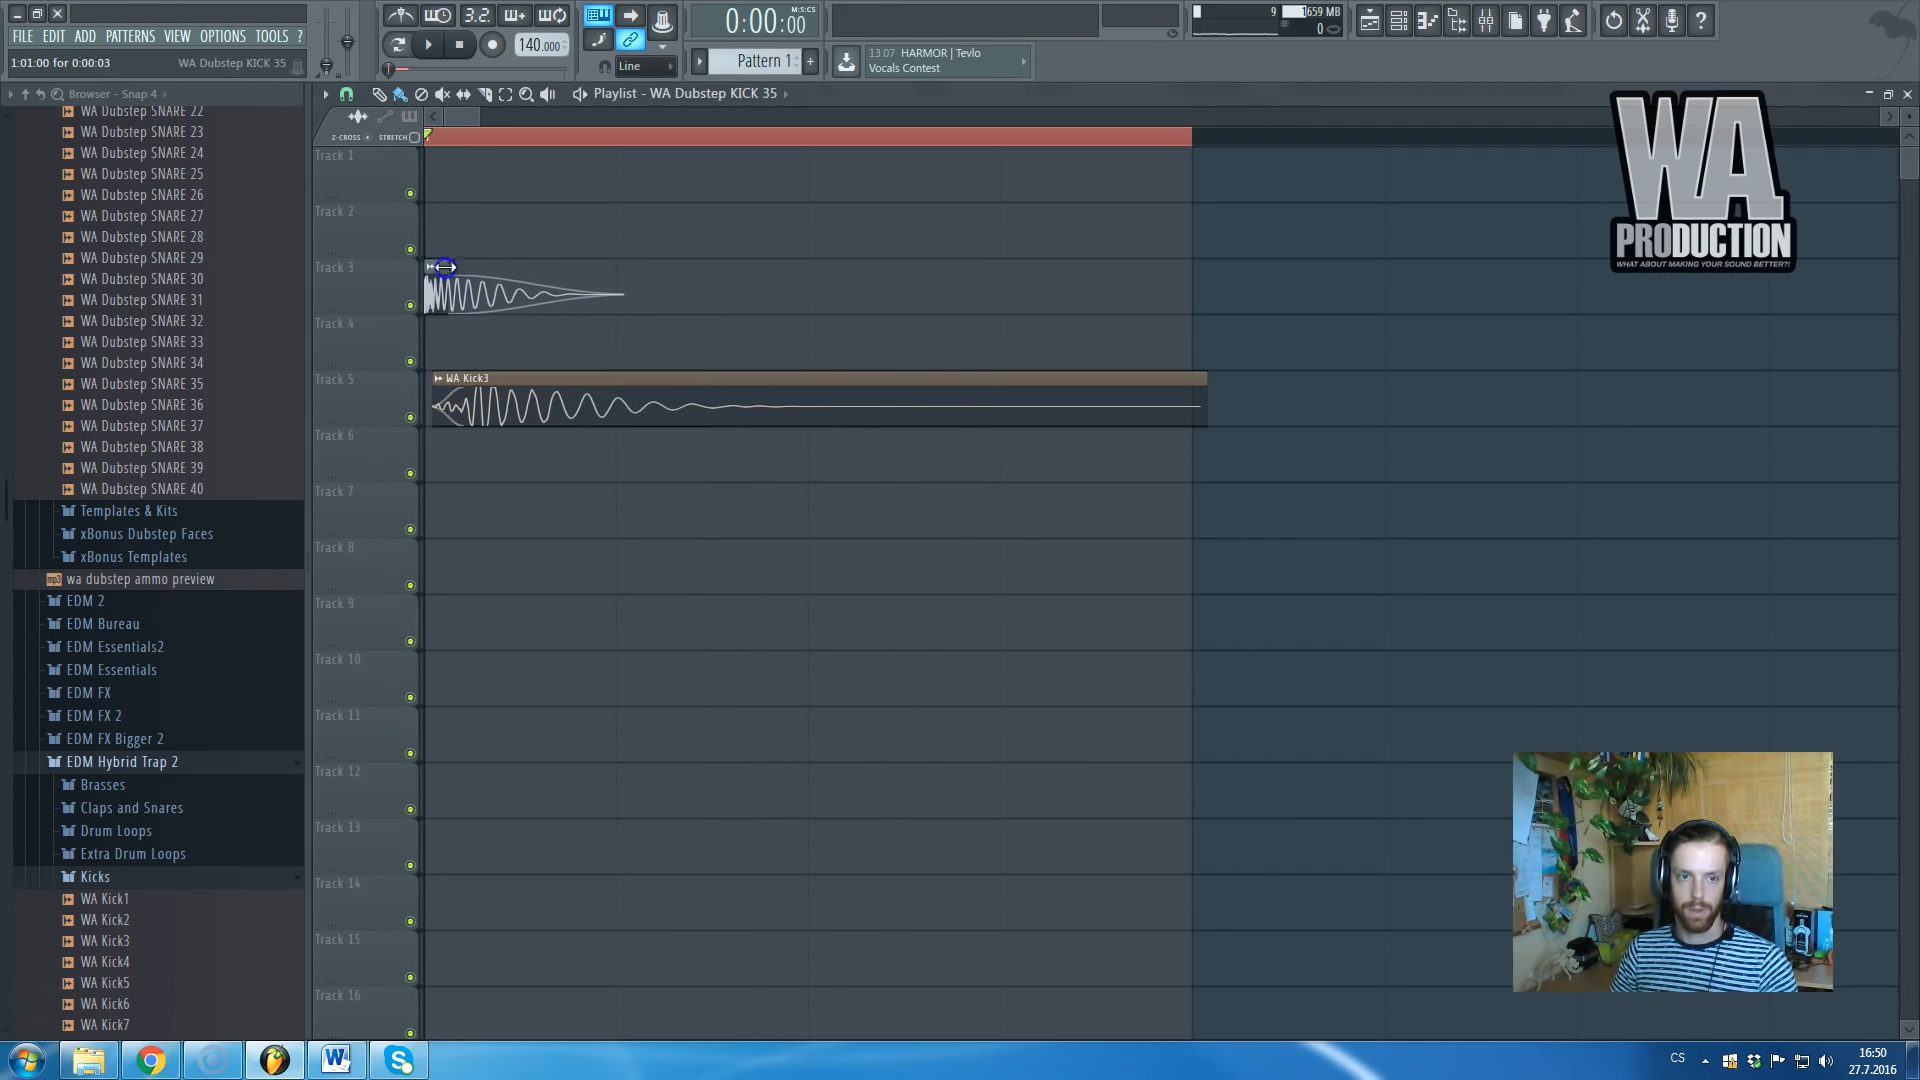 FILE EDIT ADD PATTERNS VIEW OPTIONS TOOLS ?
1:01:00 for 0:00:03 WA Dubstep KICK 35
3.2.
140.000
Line
0:00:00
M:S:CS
Pattern 1
13.07 HARMOR | Tevlo
Vocals Contest
9
659 MB
0
Browser - Snap 4
WA Dubstep SNARE 22
WA Dubstep SNARE 23
WA Dubstep SNARE 24
WA Dubstep SNARE 25
WA Dubstep SNARE 26
WA Dubstep SNARE 27
WA Dubstep SNARE 28
WA Dubstep SNARE 29
WA Dubstep SNARE 30
WA Dubstep SNARE 31
WA Dubstep SNARE 32
WA Dubstep SNARE 33
WA Dubstep SNARE 34
WA Dubstep SNARE 35
WA Dubstep SNARE 36
WA Dubstep SNARE 37
WA Dubstep SNARE 38
WA Dubstep SNARE 39
WA Dubstep SNARE 40
Templates & Kits
xBonus Dubstep Faces
xBonus Templates
mp3 wa dubstep ammo preview
EDM 2
EDM Bureau
EDM Essentials2
EDM Essentials
EDM FX
EDM FX 2
EDM FX Bigger 2
EDM Hybrid Trap 2
Brasses
Claps and Snares
Drum Loops
Extra Drum Loops
Kicks
WA Kick1
WA Kick2
WA Kick3
WA Kick4
WA Kick5
WA Kick6
WA Kick7
Playlist - WA Dubstep KICK 35
Z-CROSS STRETCH
Track 1
Track 2
Track 3
Track 4
Track 5
WA Kick3
Track 6
Track 7
Track 8
Track 9
Track 10
Track 11
Track 12
Track 13
Track 14
Track 15
Track 16
WA
PRODUCTION
WHAT ABOUT MAKING YOUR SOUND BETTER?!
CS
16:50
27.7.2016